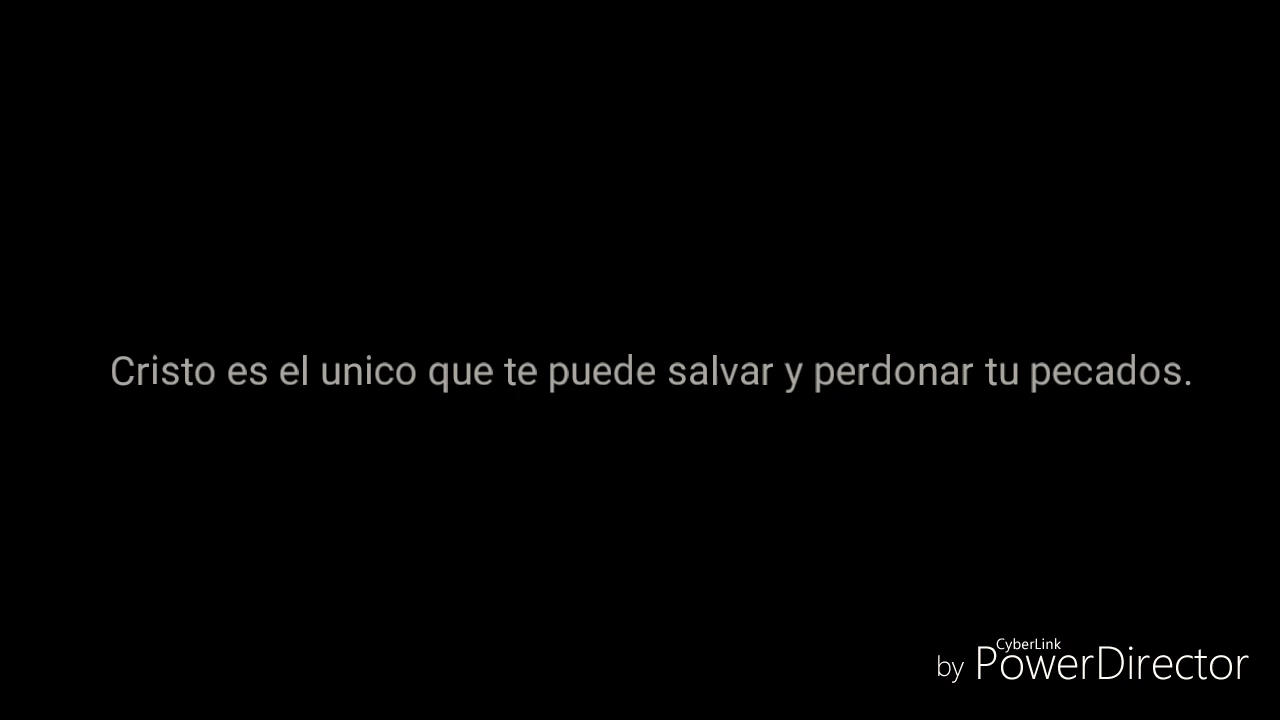 Cristo es el unico que te puede salvar y perdonar tu pecados.
CyberLink
by PowerDirector